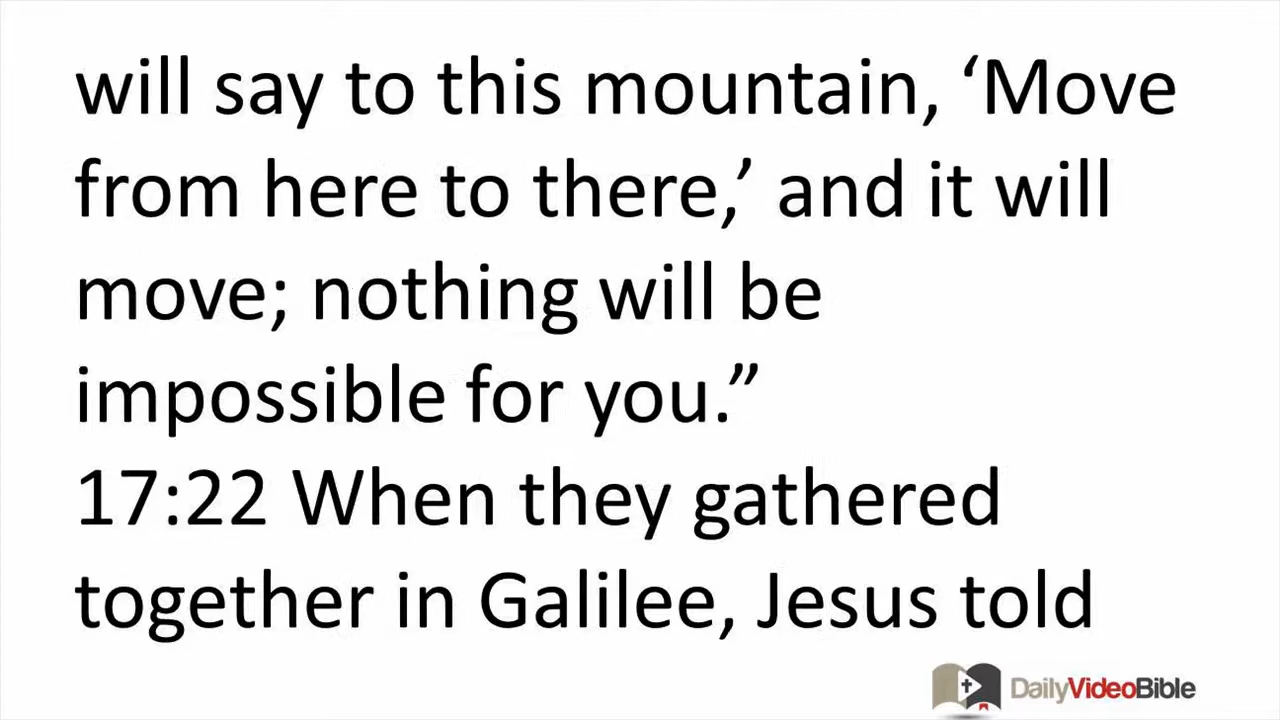 will say to this mountain, ‘Move
from here to there,’ and it will
move; nothing will be
impossible for you.”
17:22 When they gathered
together in Galilee, Jesus told
DailyVideoBible